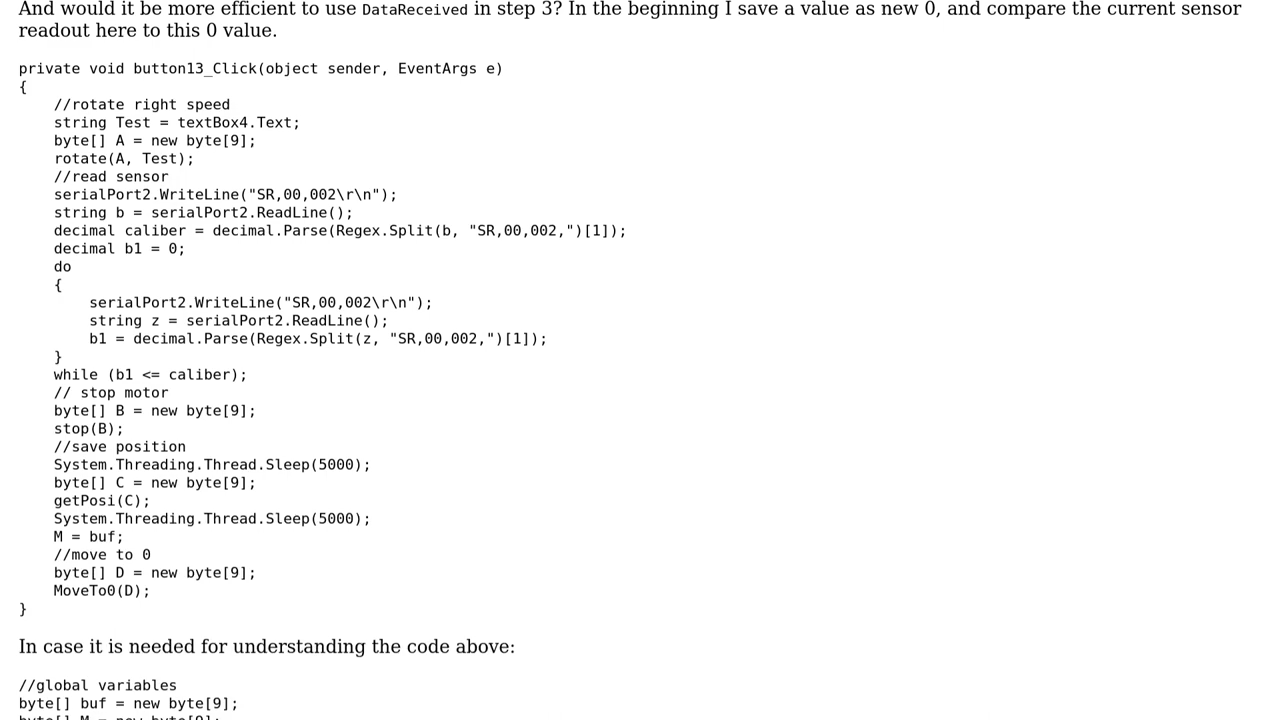 And would it be more efficient to use DataReceived in step 3? In the beginning I save a value as new 0, and compare the current sensor
readout here to this 0 value.
private void button13_Click(object sender, EventArgs e)
{
//rotate right speed
string Test = textBox4.Text;
byte[] A = new byte[9];
rotate(A, Test);
//read sensor
serialPort2.WriteLine("SR,00,002\r\n");
string b = serialPort2.ReadLine();
decimal caliber = decimal.Parse(Regex.Split(b, "SR,00,002,")[1]);
decimal b1 = 0;
do
{
serialPort2.WriteLine("SR,00,002\r\n");
string z = serialPort2.ReadLine();
b1 = decimal.Parse(Regex.Split(z, "SR,00,002,")[1]);
}
while (b1 <= caliber);
// stop motor
byte[] B = new byte[9];
stop(B);
//save position
System.Threading.Thread.Sleep(5000);
byte[] C = new byte[9];
getPosi(C);
System.Threading.Thread.Sleep(5000);
M = buf;
//move to 0
byte[] D = new byte[9];
MoveTo0(D);
}
In case it is needed for understanding the code above:
//global variables
byte[] buf = new byte[9];
byte[] M = new byte[9];